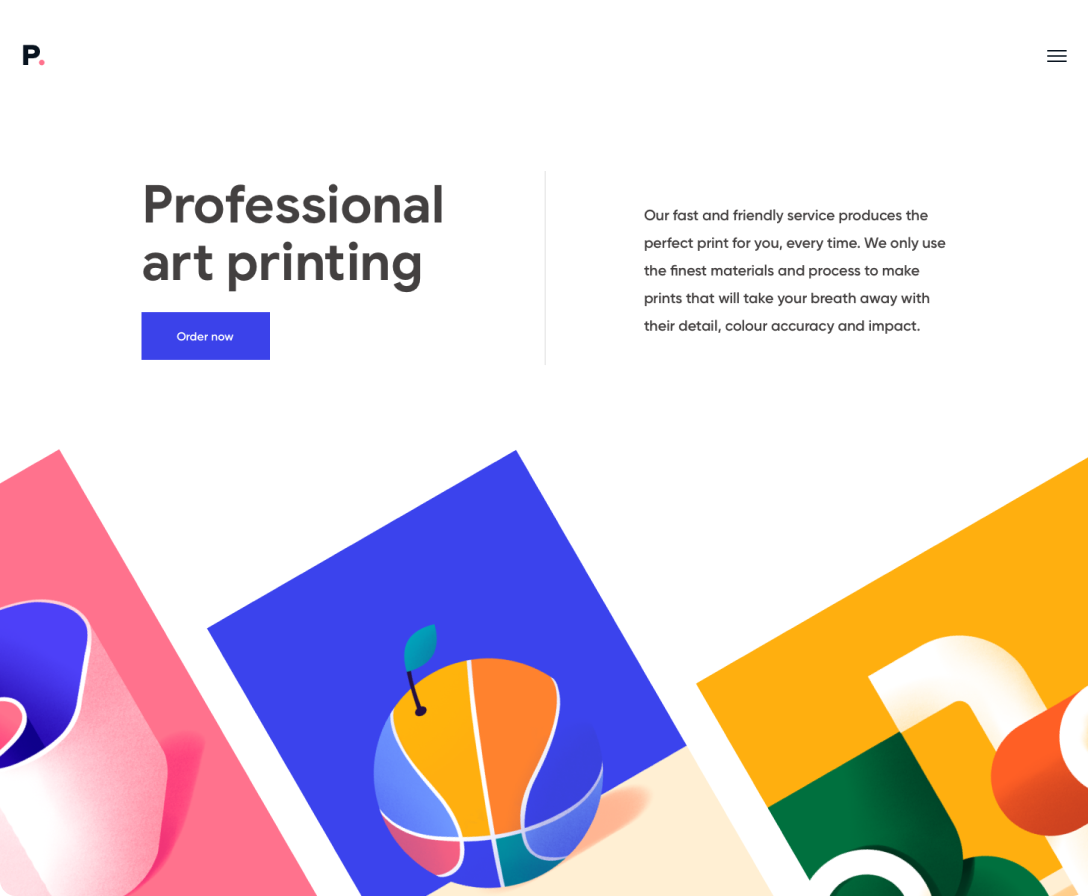 P.
Professional
art printing
Order now
Our fast and friendly service produces the
perfect print for you, every time. We only use
the finest materials and process to make
prints that will take your breath away with
their detail, colour accuracy and impact.